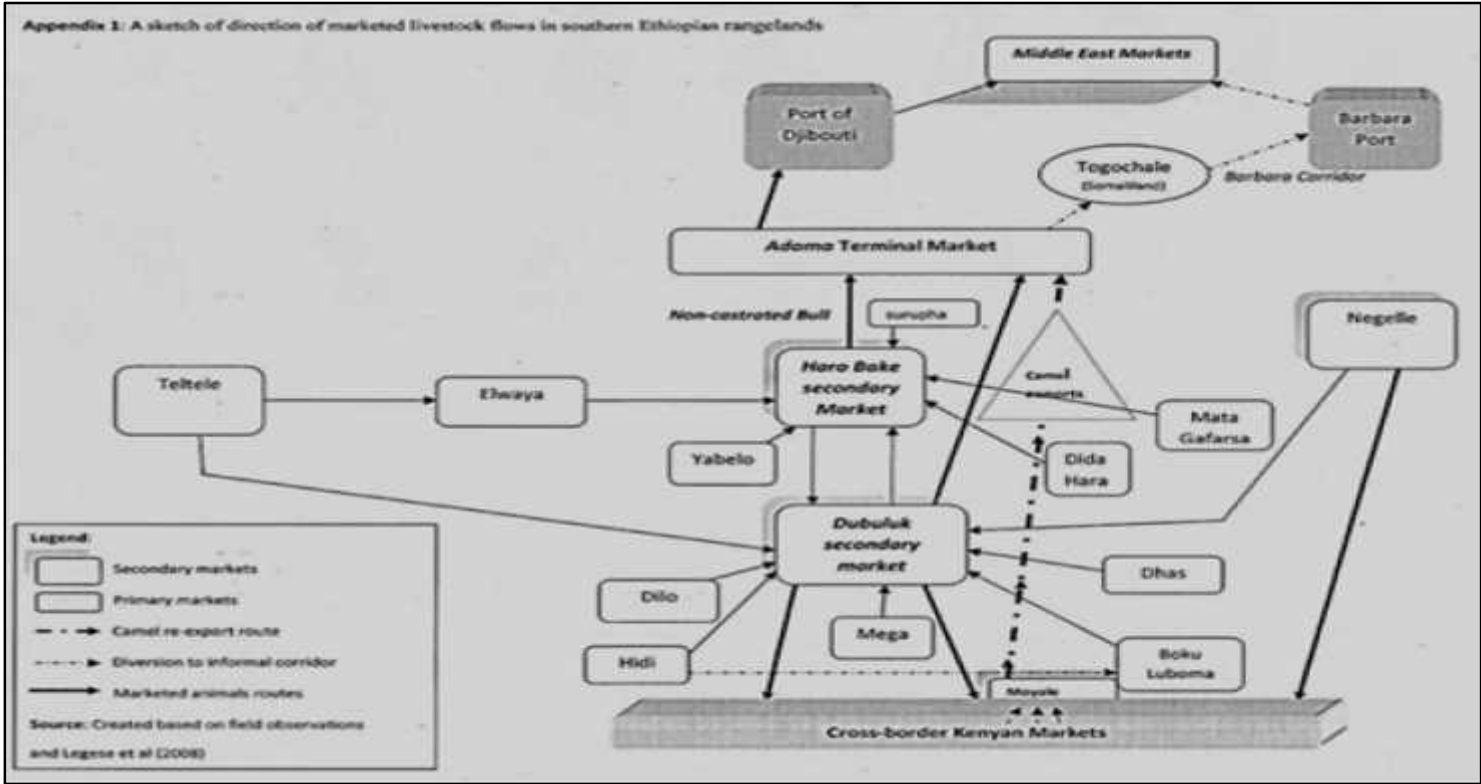 Appendix 1: A sketch of direction of marketed livestock flows in southern Ethiopian rangelands
Middle East Markets
Port of
Djibouti
Barbara
Port
Togochale
(Somaliland)
Barbara Corridor
Adama Terminal Market
Non-castrated Bull
surupha
Negelle
Teltele
Elwaya
Haro Bake
secondary
Market
Camel
exports
Mata
Gafarsa
Yabelo
Dida
Hara
Dubuluk
secondary
market
Dhas
Dilo
Mega
Hidi
Boku
Luboma
Moyale
Cross-border Kenyan Markets
Legend:
Secondary markets
Primary markets
Camel re-export route
Diversion to informal corridor
Marketed animals routes
Source: Created based on field observations
and Legese et al (2008)